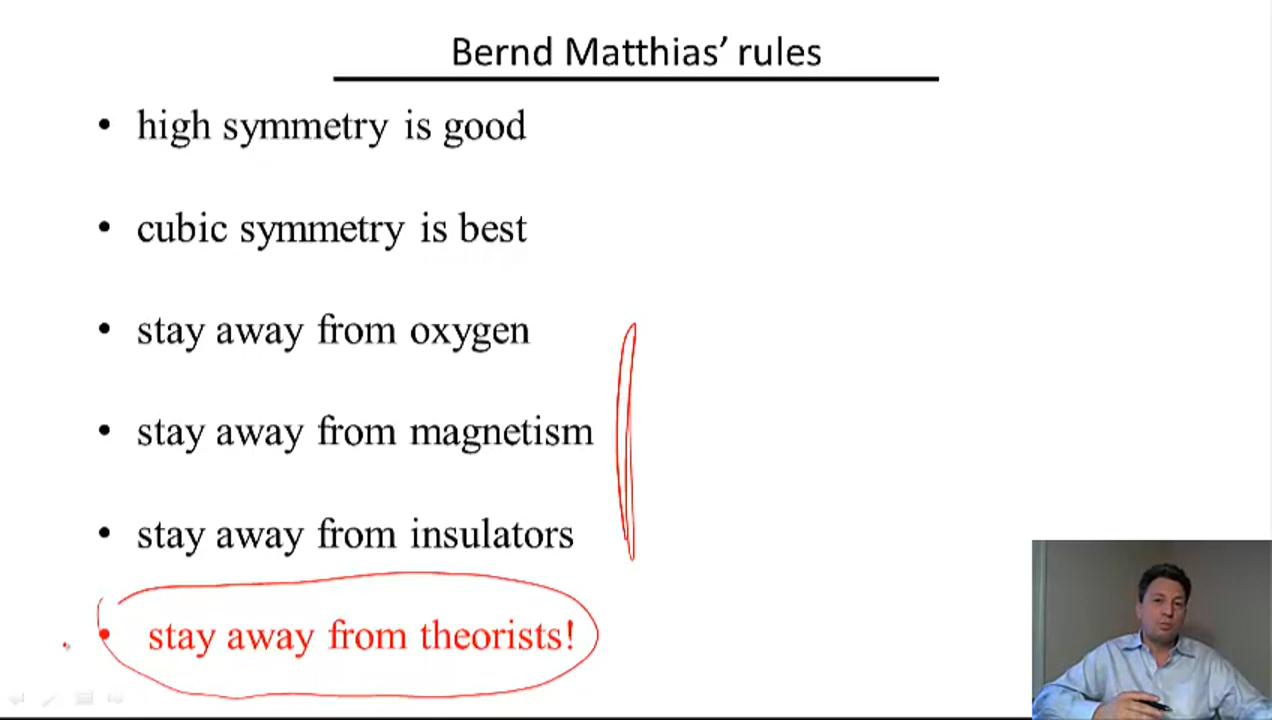 Bernd Matthias’ rules
• high symmetry is good
• cubic symmetry is best
• stay away from oxygen
• stay away from magnetism
• stay away from insulators
• stay away from theorists!